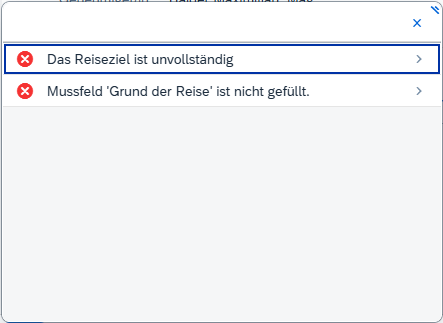 Das Reiseziel ist unvollständig
Mussfeld 'Grund der Reise' ist nicht gefüllt.